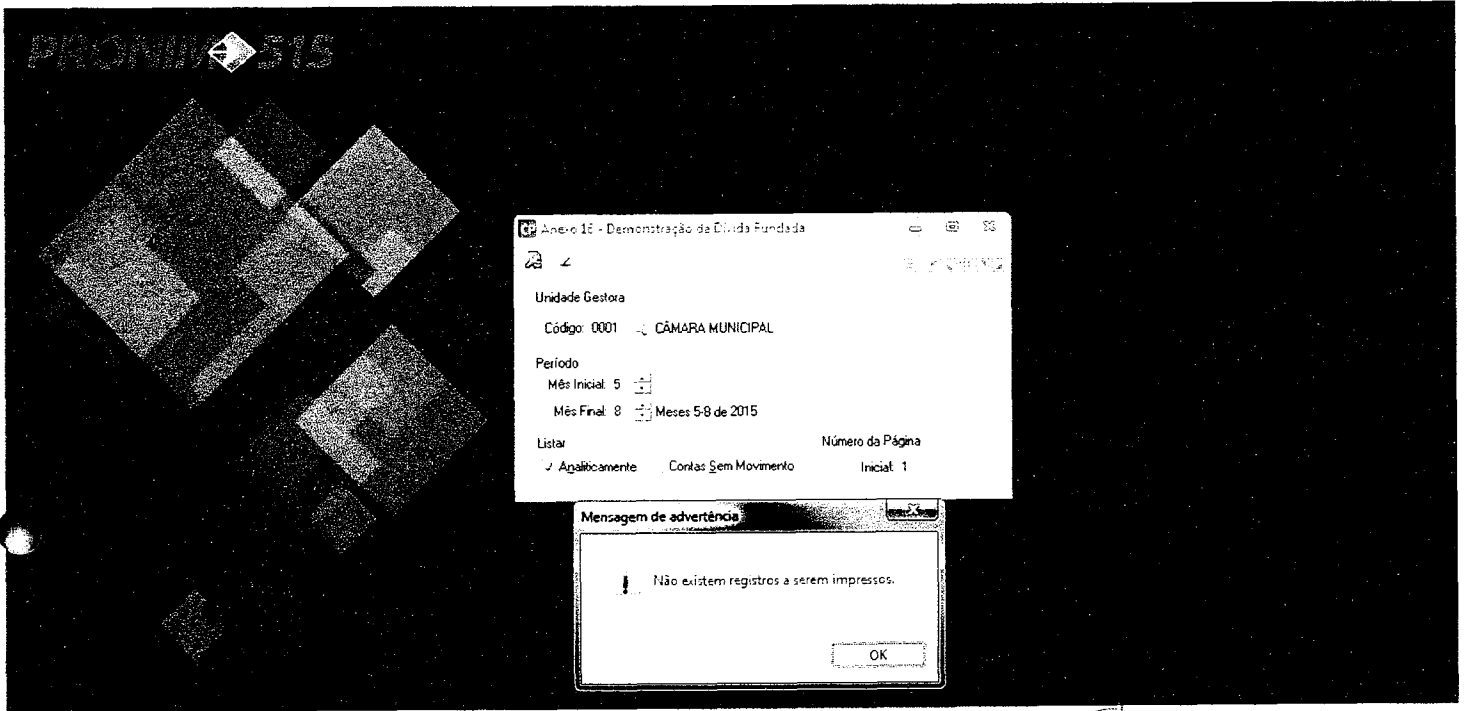 PRONIM 515
Anexo 16 - Demonstração da Dívida Fundada
Unidade Gestora
Código: 0001 CÂMARA MUNICIPAL
Período
Mês Inicial: 5
Mês Final: 8 Meses 5-8 de 2015
Listar Número da Página
Analiticamente Contas Sem Movimento Inicial: 1
Mensagem de advertência
Não existem registros a serem impressos.
OK